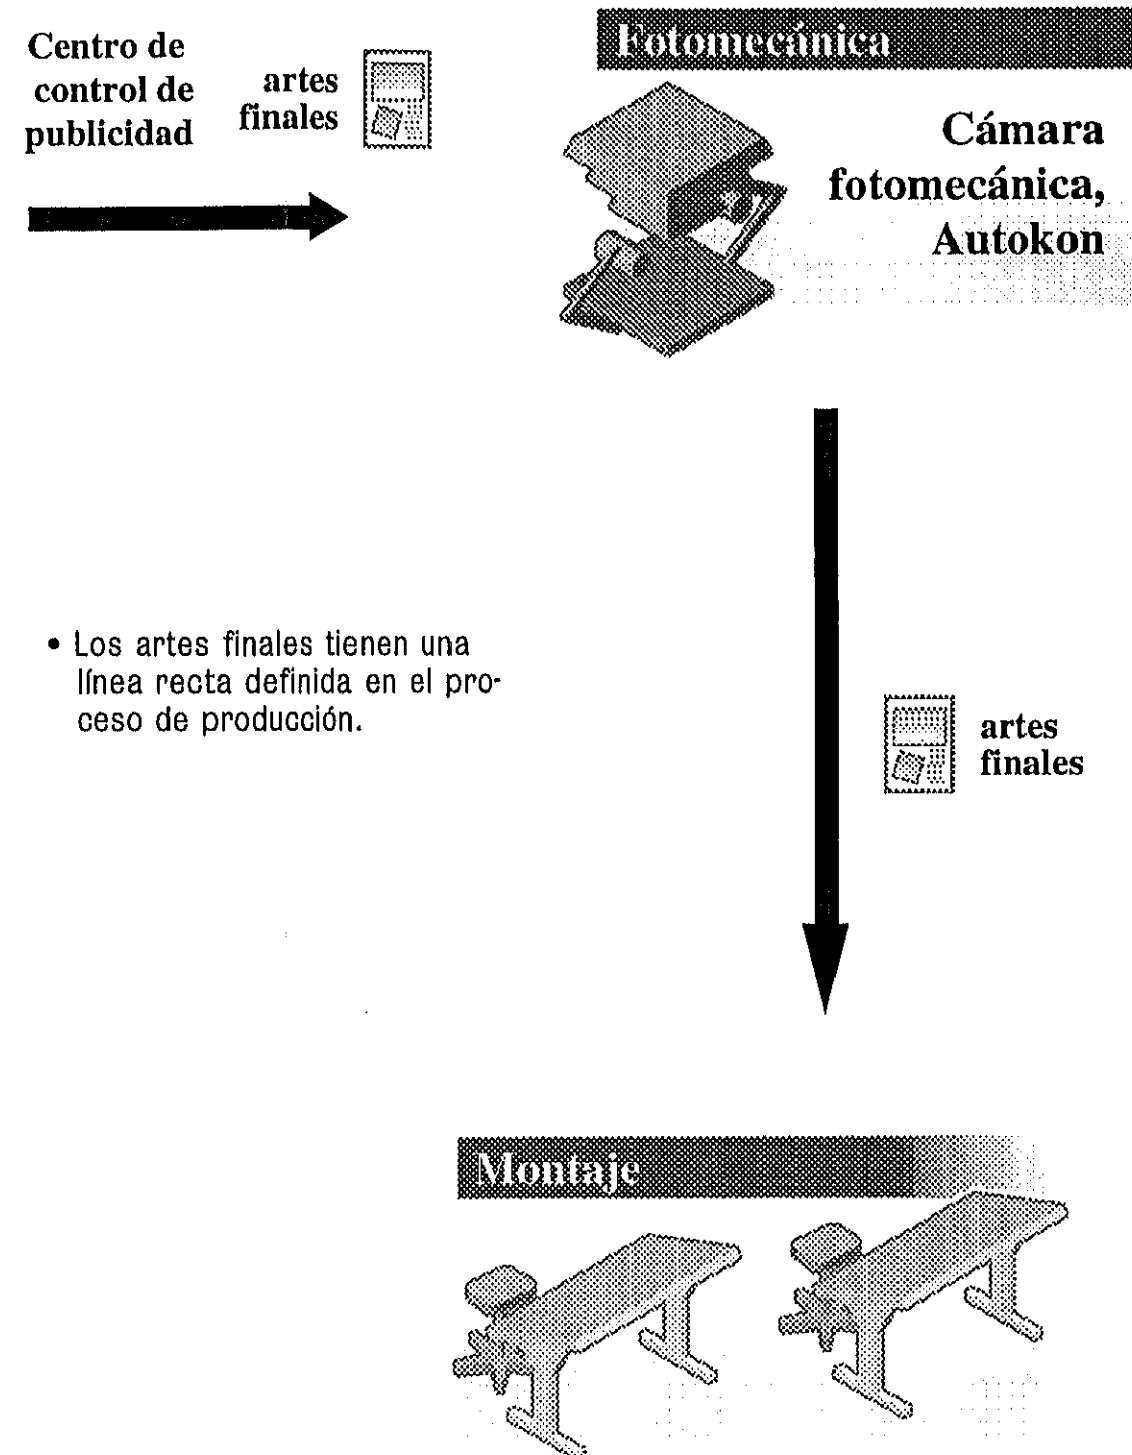 Centro de
control de
publicidad
artes
finales
Fotomecánica
Cámara
fotomecánica,
Autokon
• Los artes finales tienen una
línea recta definida en el pro-
ceso de producción.
artes
finales
Montaje